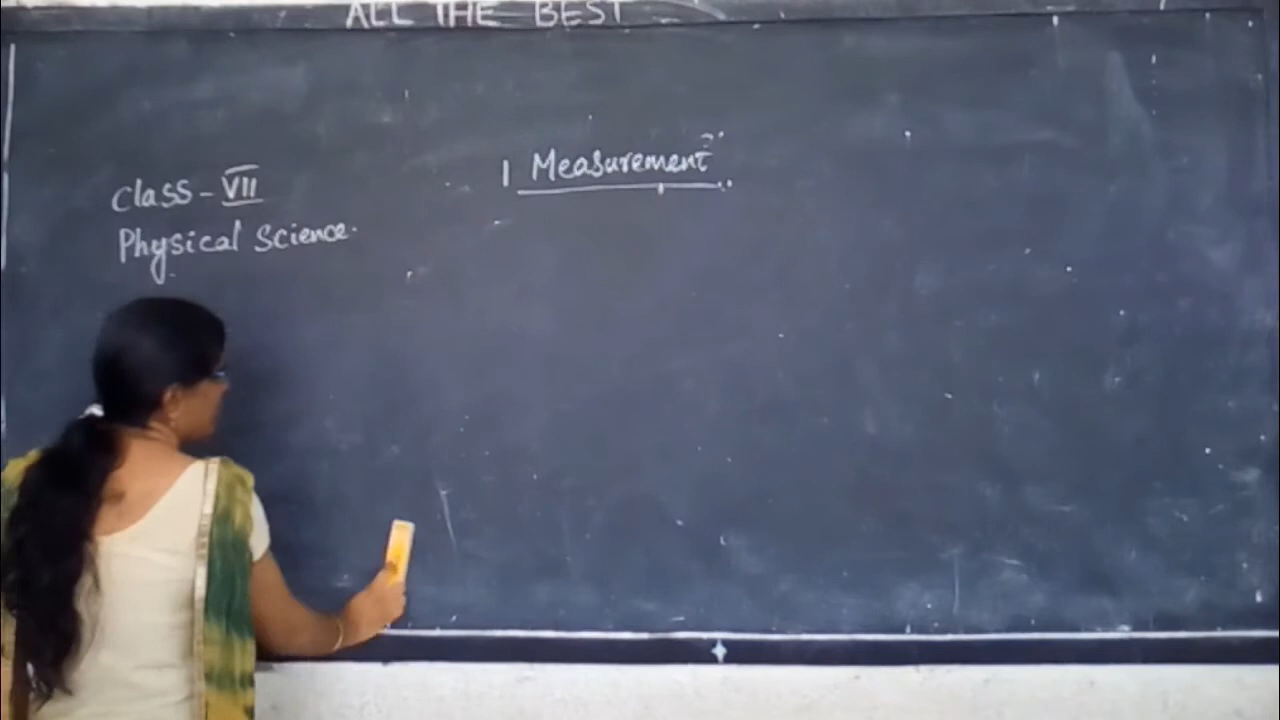 ALL THE BEST
1 Measurement
Class - VII
Physical Science.